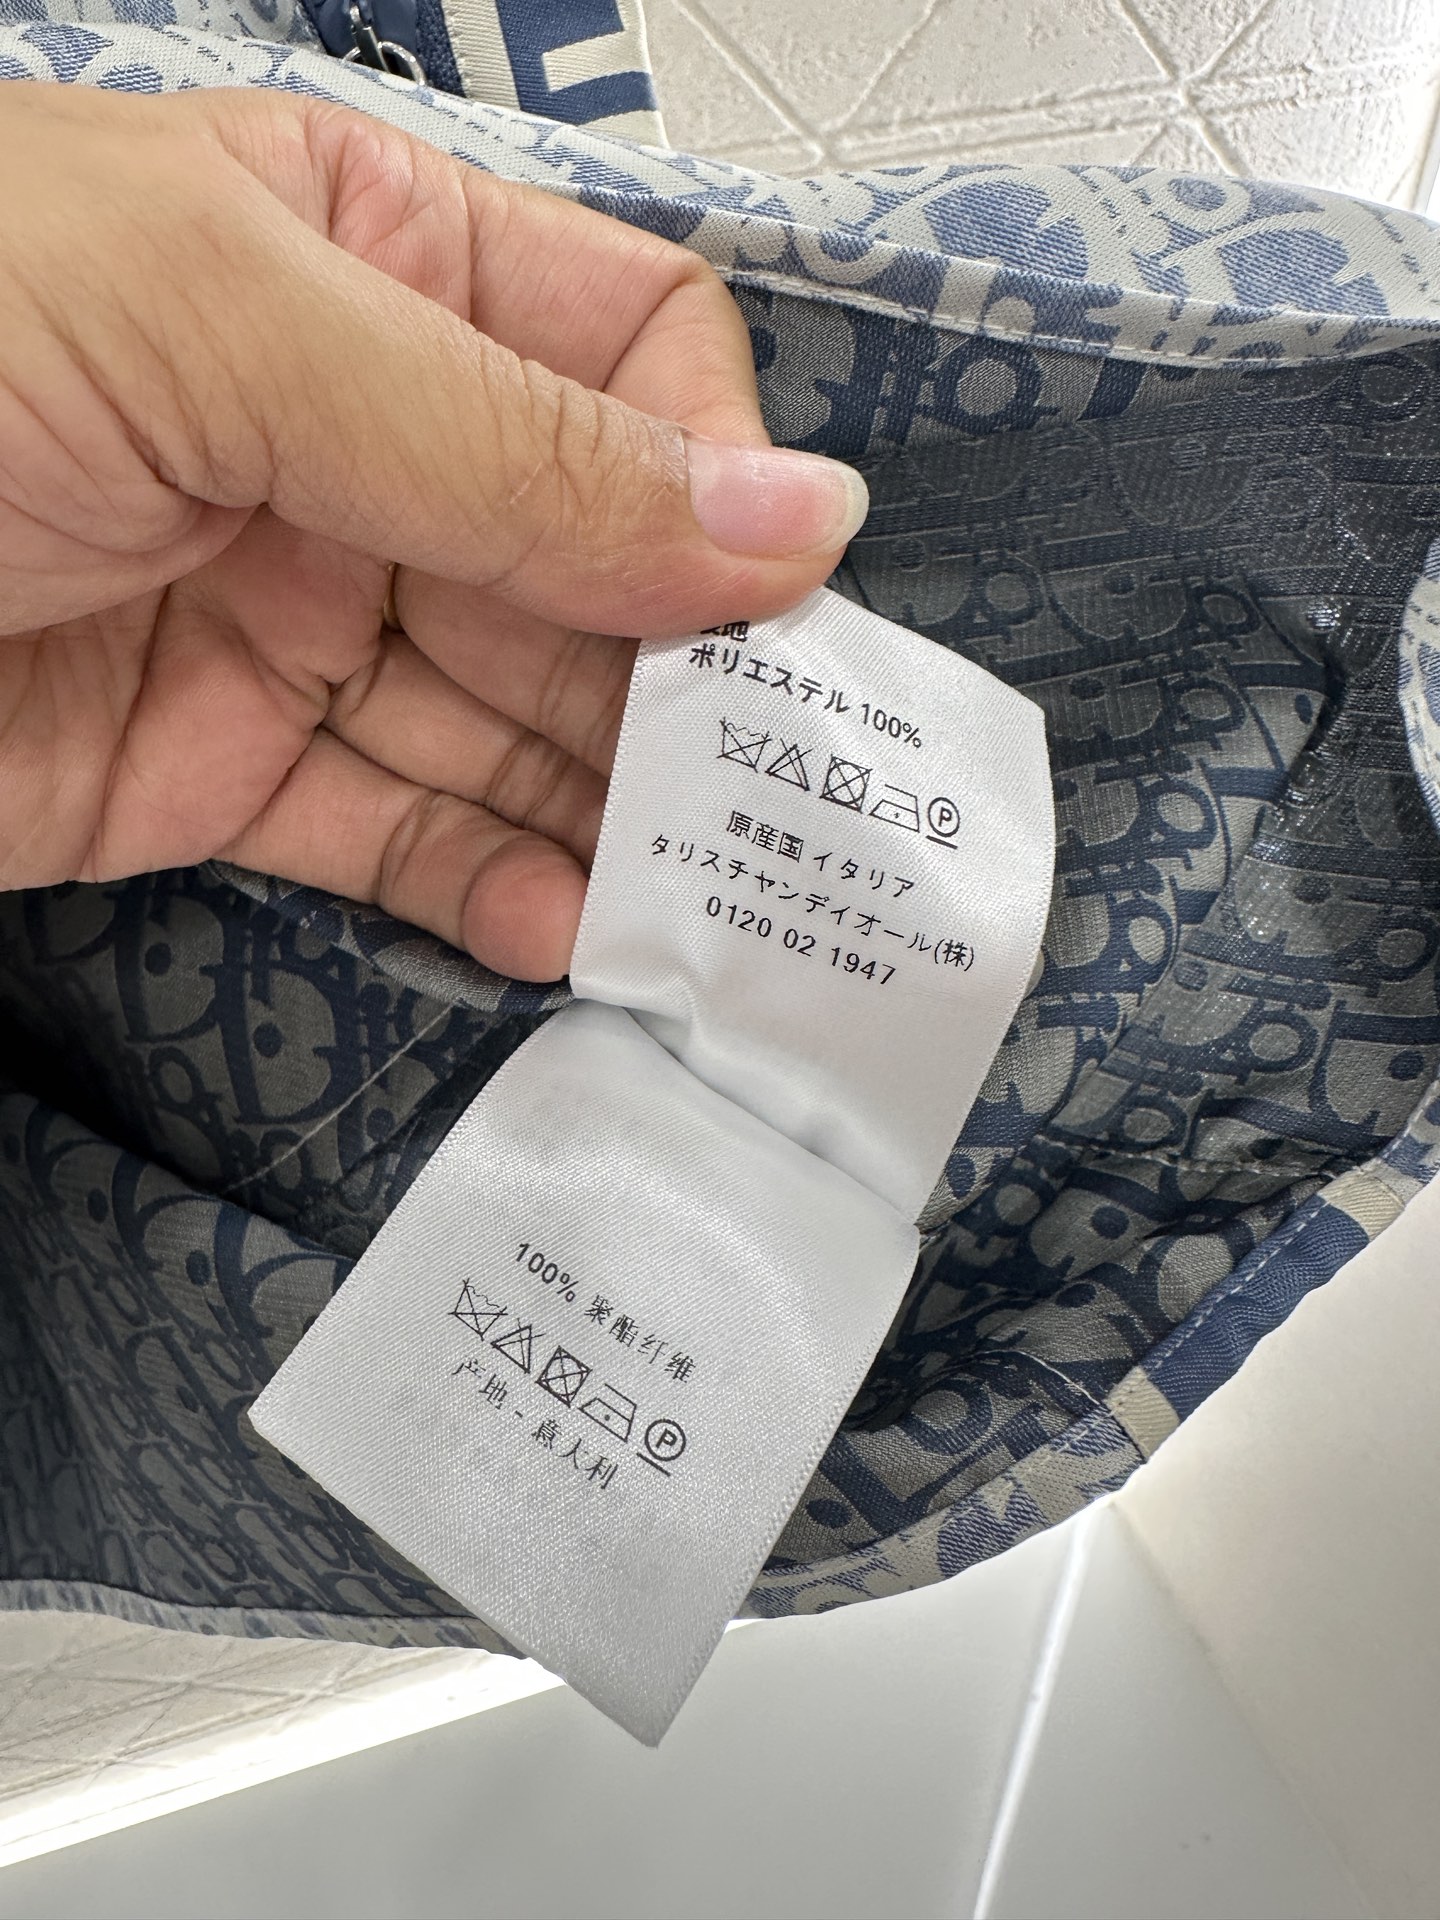 ポリエステル 100%
P
原産国 イタリア
タリスチャンディオール(株)
0120 02 1947
100% 聚酯纤维
P
产地 - 意大利